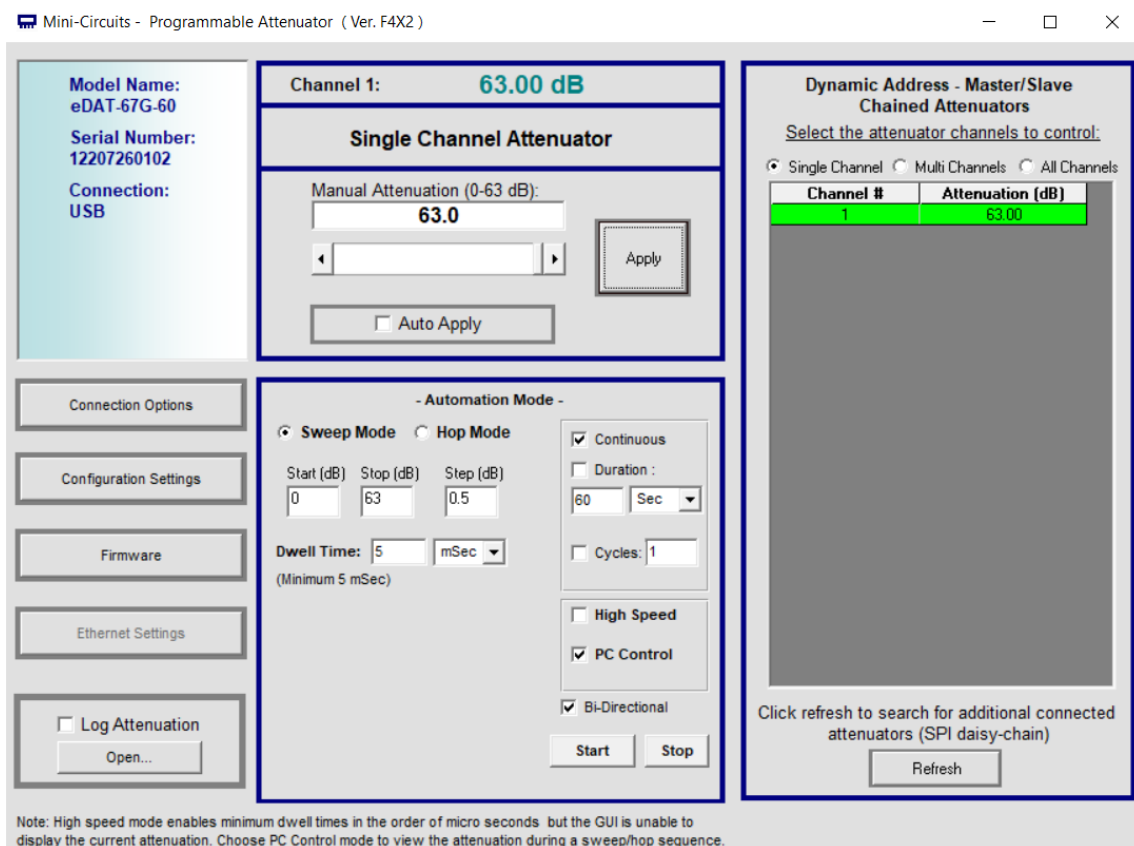 Mini-Circuits - Programmable Attenuator ( Ver. F4X2 )
Model Name:
eDAT-67G-60
Serial Number:
12207260102
Connection:
USB
Connection Options
Configuration Settings
Firmware
Ethernet Settings
Log Attenuation
Open...
Channel 1: 63.00 dB
Single Channel Attenuator
Manual Attenuation (0-63 dB):
63.0
Apply
Auto Apply
- Automation Mode -
Sweep Mode Hop Mode
Start (dB) Stop (dB) Step (dB)
0 63 0.5
Dwell Time: 5 mSec
(Minimum 5 mSec)
Continuous
Duration :
60 Sec
Cycles: 1
High Speed
PC Control
Bi-Directional
Start Stop
Dynamic Address - Master/Slave
Chained Attenuators
Select the attenuator channels to control:
Single Channel Multi Channels All Channels
Channel # Attenuation (dB)
1 63.00
Click refresh to search for additional connected
attenuators (SPI daisy-chain)
Refresh
Note: High speed mode enables minimum dwell times in the order of micro seconds but the GUI is unable to
display the current attenuation. Choose PC Control mode to view the attenuation during a sweep/hop sequence.